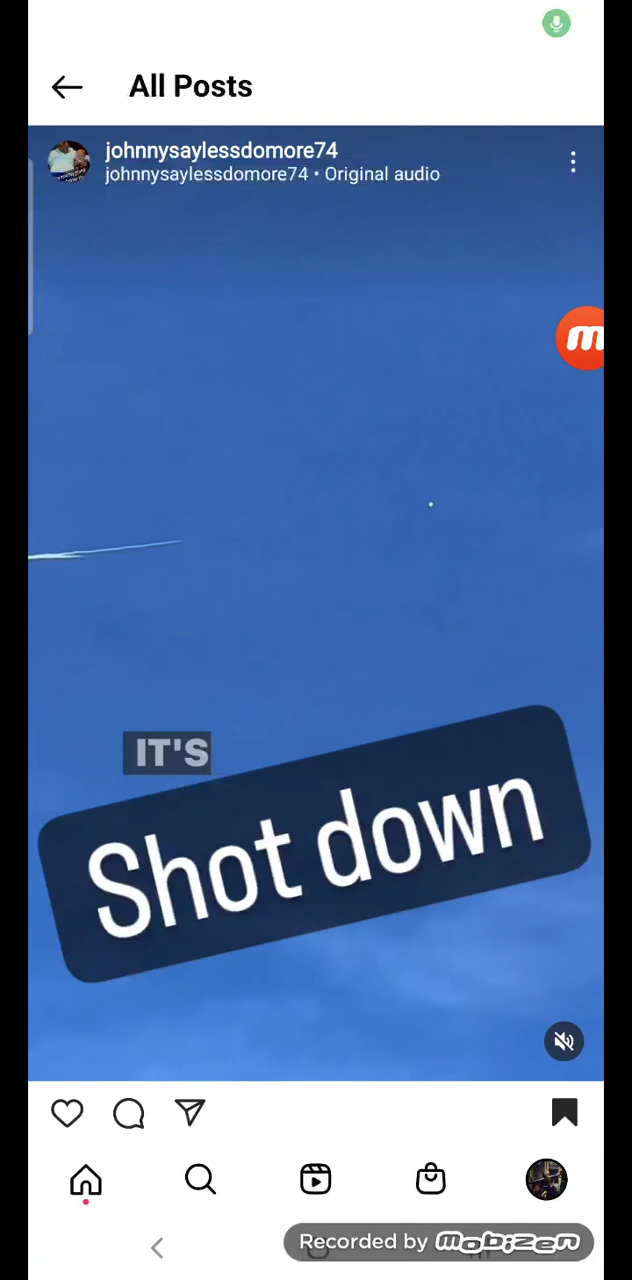 All Posts
johnnysaylessdomore74
johnnysaylessdomore74 • Original audio
m
IT'S
Shot down
Recorded by mobizen